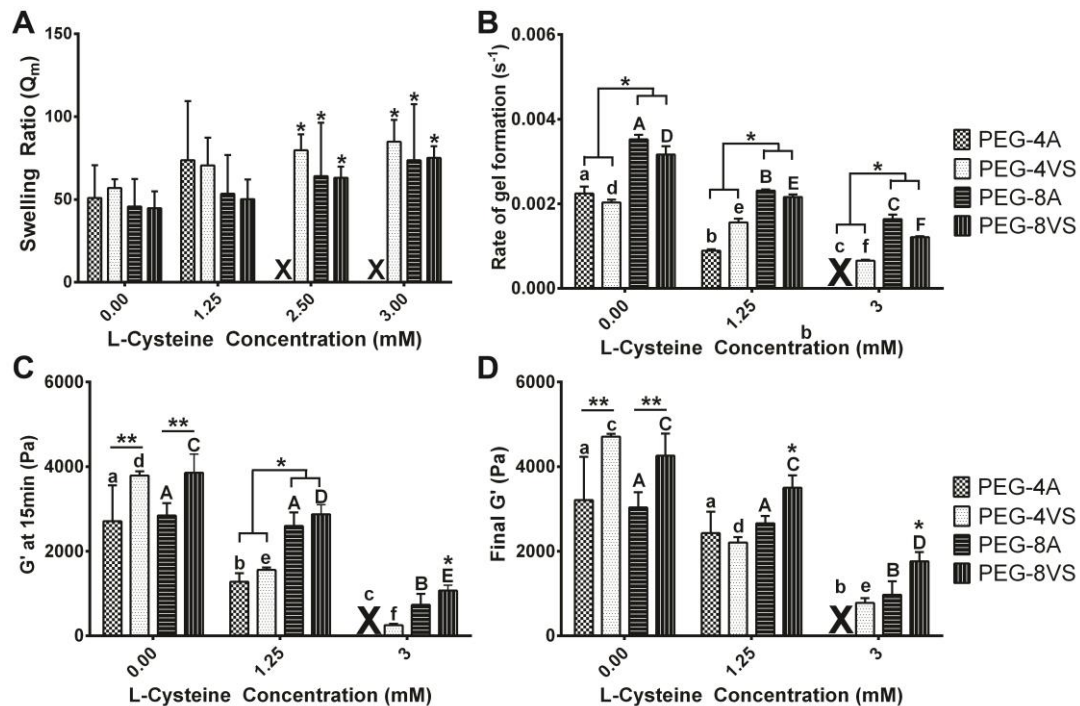 A
Swelling Ratio (Qm)
150
100
50
0
* * * * *
X X
0.00 1.25 2.50 3.00
L-Cysteine Concentration (mM)
B
Rate of gel formation (s-1)
0.006
0.004
0.002
0.000
* * *
a d A D
b e B E
c f C F
X
0.00 1.25 3
b
L-Cysteine Concentration (mM)
PEG-4A
PEG-4VS
PEG-8A
PEG-8VS
C
G' at 15min (Pa)
6000
4000
2000
0
** ** * *
a d A C
b e A D
c f B E
X
0.00 1.25 3
L-Cysteine Concentration (mM)
D
Final G' (Pa)
6000
4000
2000
0
** ** * *
a c A C
a d A C
b e B D
X
0.00 1.25 3
L-Cysteine Concentration (mM)
PEG-4A
PEG-4VS
PEG-8A
PEG-8VS